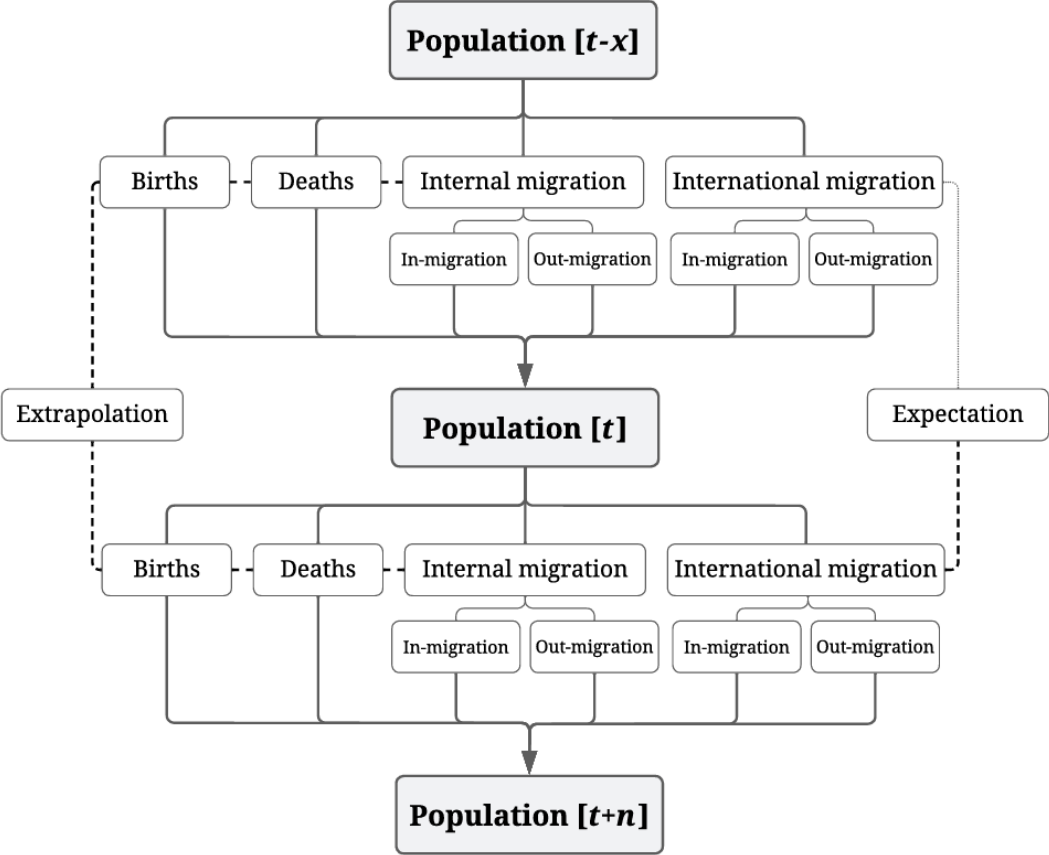 Population [t-x]
Births
Deaths
Internal migration
International migration
In-migration
Out-migration
In-migration
Out-migration
Extrapolation
Population [t]
Expectation
Births
Deaths
Internal migration
International migration
In-migration
Out-migration
In-migration
Out-migration
Population [t+n]